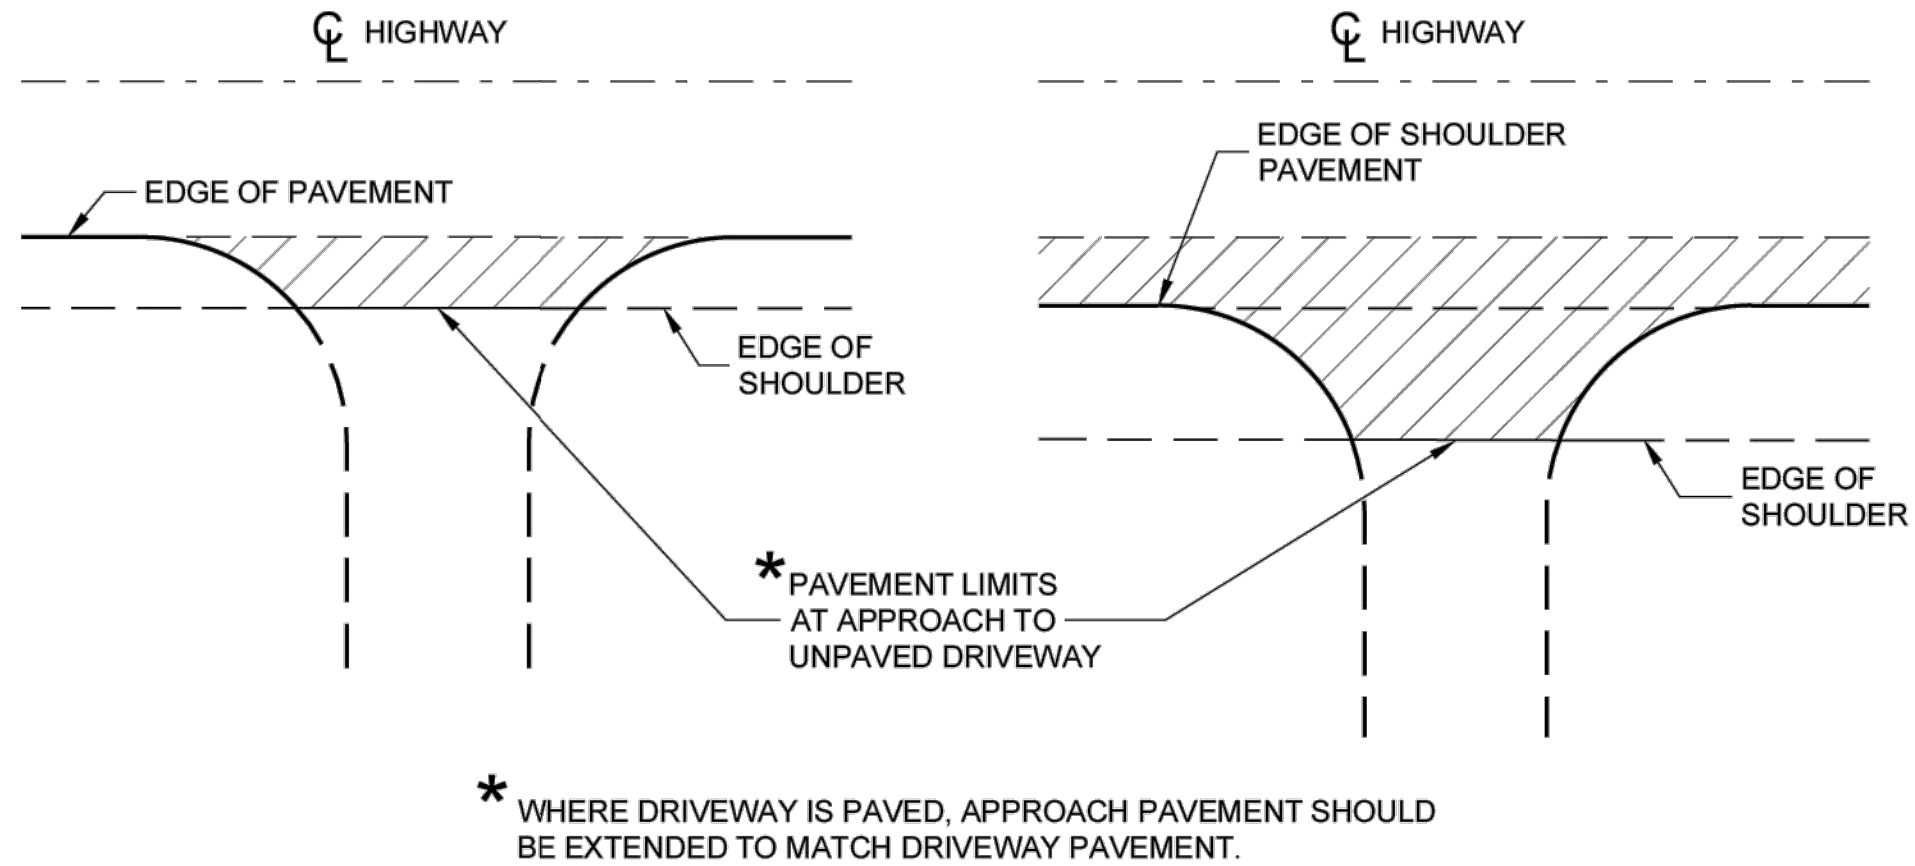 ℄ HIGHWAY
EDGE OF PAVEMENT
EDGE OF
SHOULDER
℄ HIGHWAY
EDGE OF SHOULDER
PAVEMENT
EDGE OF
SHOULDER
*PAVEMENT LIMITS
AT APPROACH TO
UNPAVED DRIVEWAY
* WHERE DRIVEWAY IS PAVED, APPROACH PAVEMENT SHOULD
BE EXTENDED TO MATCH DRIVEWAY PAVEMENT.